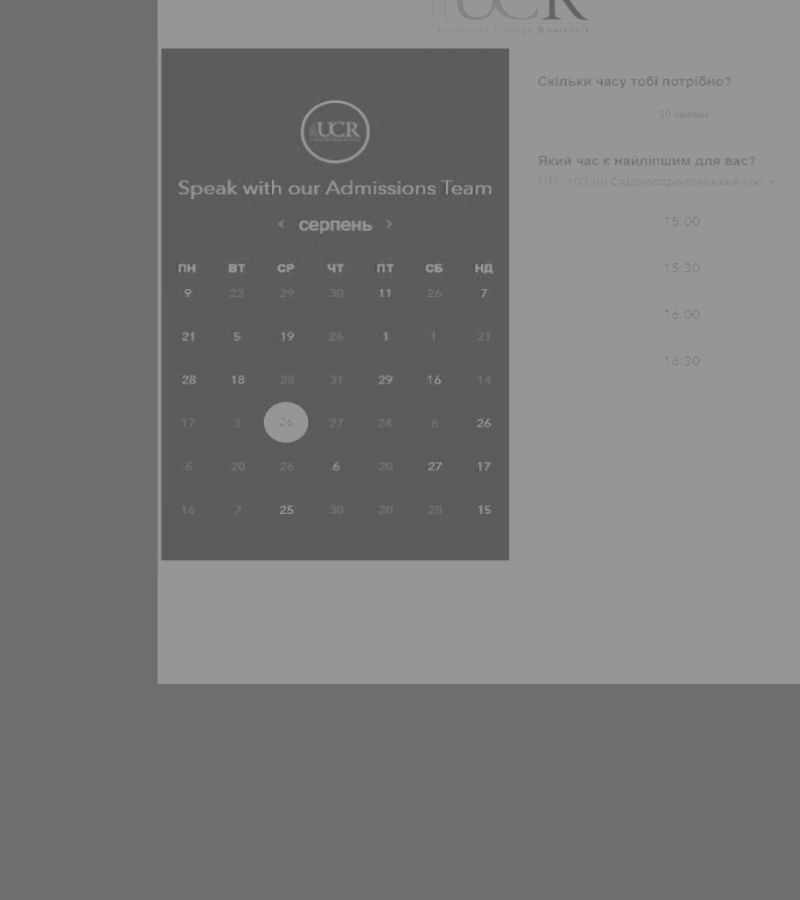 UCR
University College Roosevelt
UCR
Speak with our Admissions Team
< серпень >
ПН ВТ СР ЧТ ПТ СБ НД
9 23 29 30 11 26 7
21 5 19 26 1 1 21
28 18 28 31 29 16 14
17 3 26 27 24 6 26
6 20 26 6 20 27 17
16 7 25 30 20 28 15
Скільки часу тобі потрібно?
30 хвилин
Який час є найліпшим для вас?
UTC +03:00 Східноєвропейський час
15:00
15:30
16:00
16:30